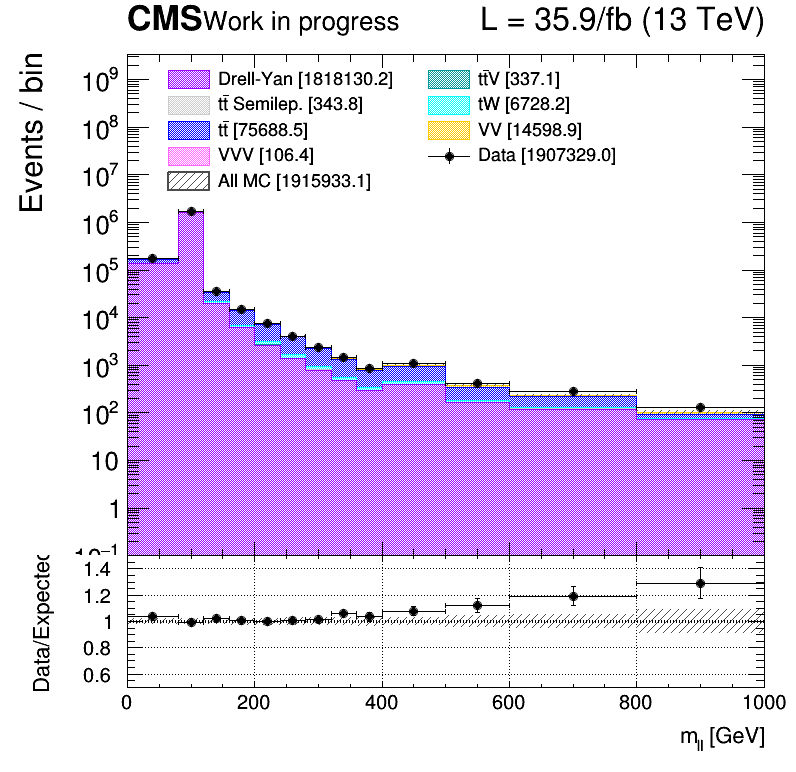 CMS Work in progress L = 35.9/fb (13 TeV)
Events / bin
Drell-Yan [1818130.2] tt̄V [337.1]
tt̄ Semilep. [343.8] tW [6728.2]
tt̄ [75688.5] VV [14598.9]
VVV [106.4] Data [1907329.0]
All MC [1915933.1]
10⁹
10⁸
10⁷
10⁶
10⁵
10⁴
10³
10²
10
1
10⁻¹
Data/Expected
1.4
1.2
1
0.8
0.6
0 200 400 600 800 1000
m_ll [GeV]